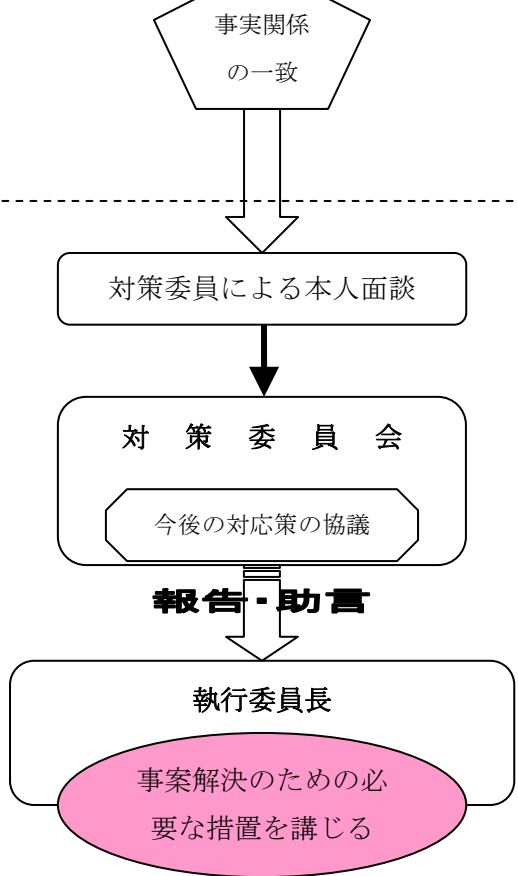 事実関係
の一致
対策委員による本人面談
対策委員会
今後の対応策の協議
報告・助言
執行委員長
事案解決のための必
要な措置を講じる